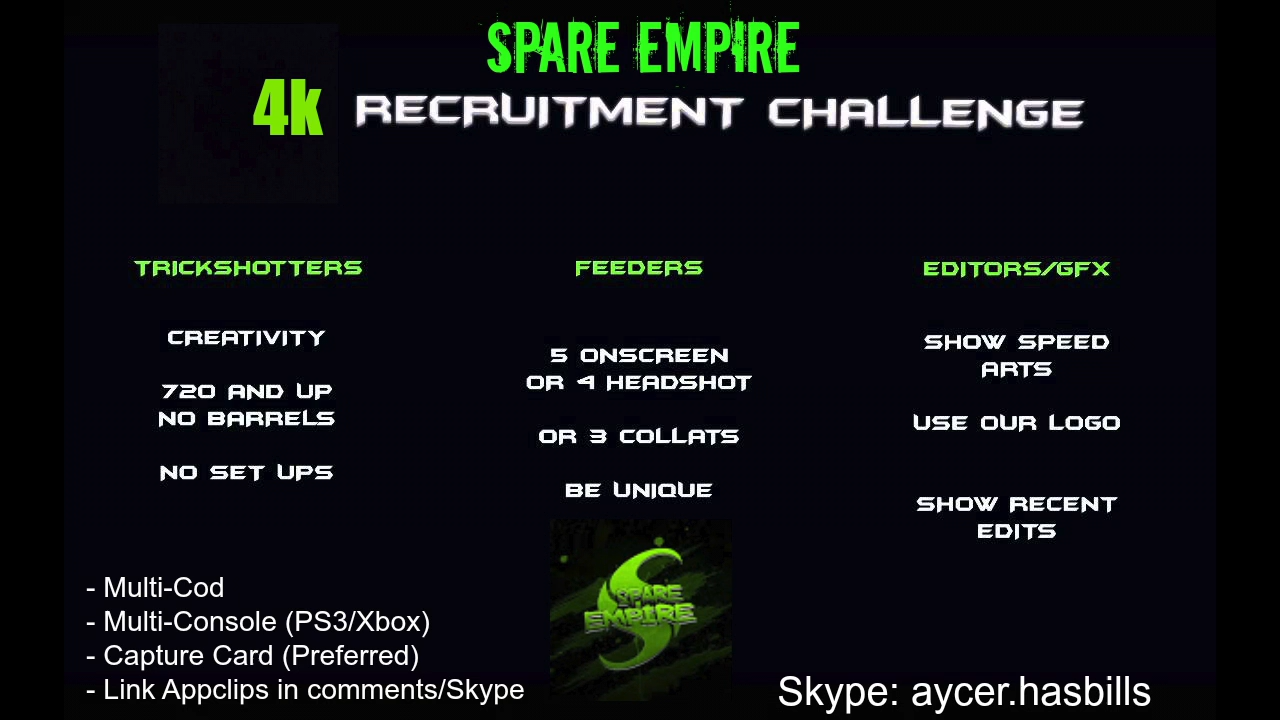 SPARE EMPIRE
4k RECRUITMENT CHALLENGE
TRICKSHOTTERS
CREATIVITY
720 AND UP
NO BARRELS
NO SET UPS
FEEDERS
5 ONSCREEN
OR 4 HEADSHOT
OR 3 COLLATS
BE UNIQUE
EDITORS/GFX
SHOW SPEED
ARTS
USE OUR LOGO
SHOW RECENT
EDITS
SPARE
EMPIRE
- Multi-Cod
- Multi-Console (PS3/Xbox)
- Capture Card (Preferred)
- Link Appclips in comments/Skype
Skype: aycer.hasbills